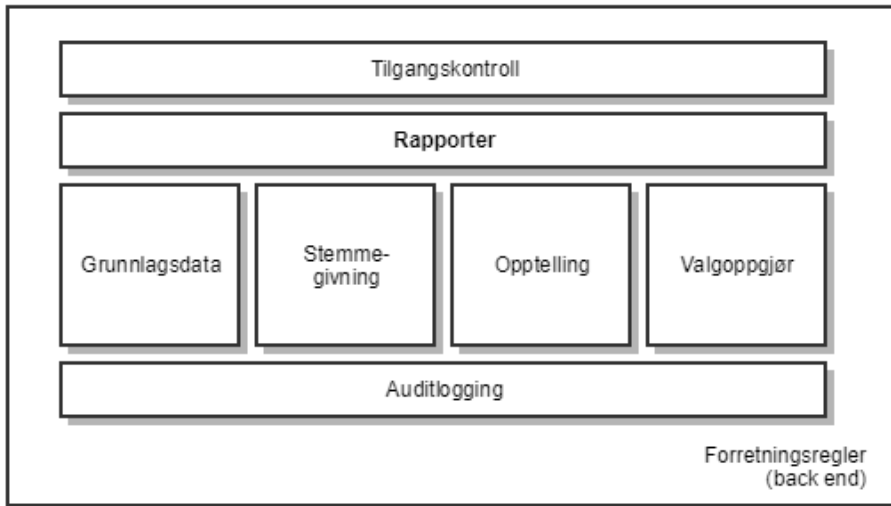 Tilgangskontroll
Rapporter
Grunnlagsdata
Stemme-
givning
Opptelling
Valgoppgjør
Auditlogging
Forretningsregler
(back end)